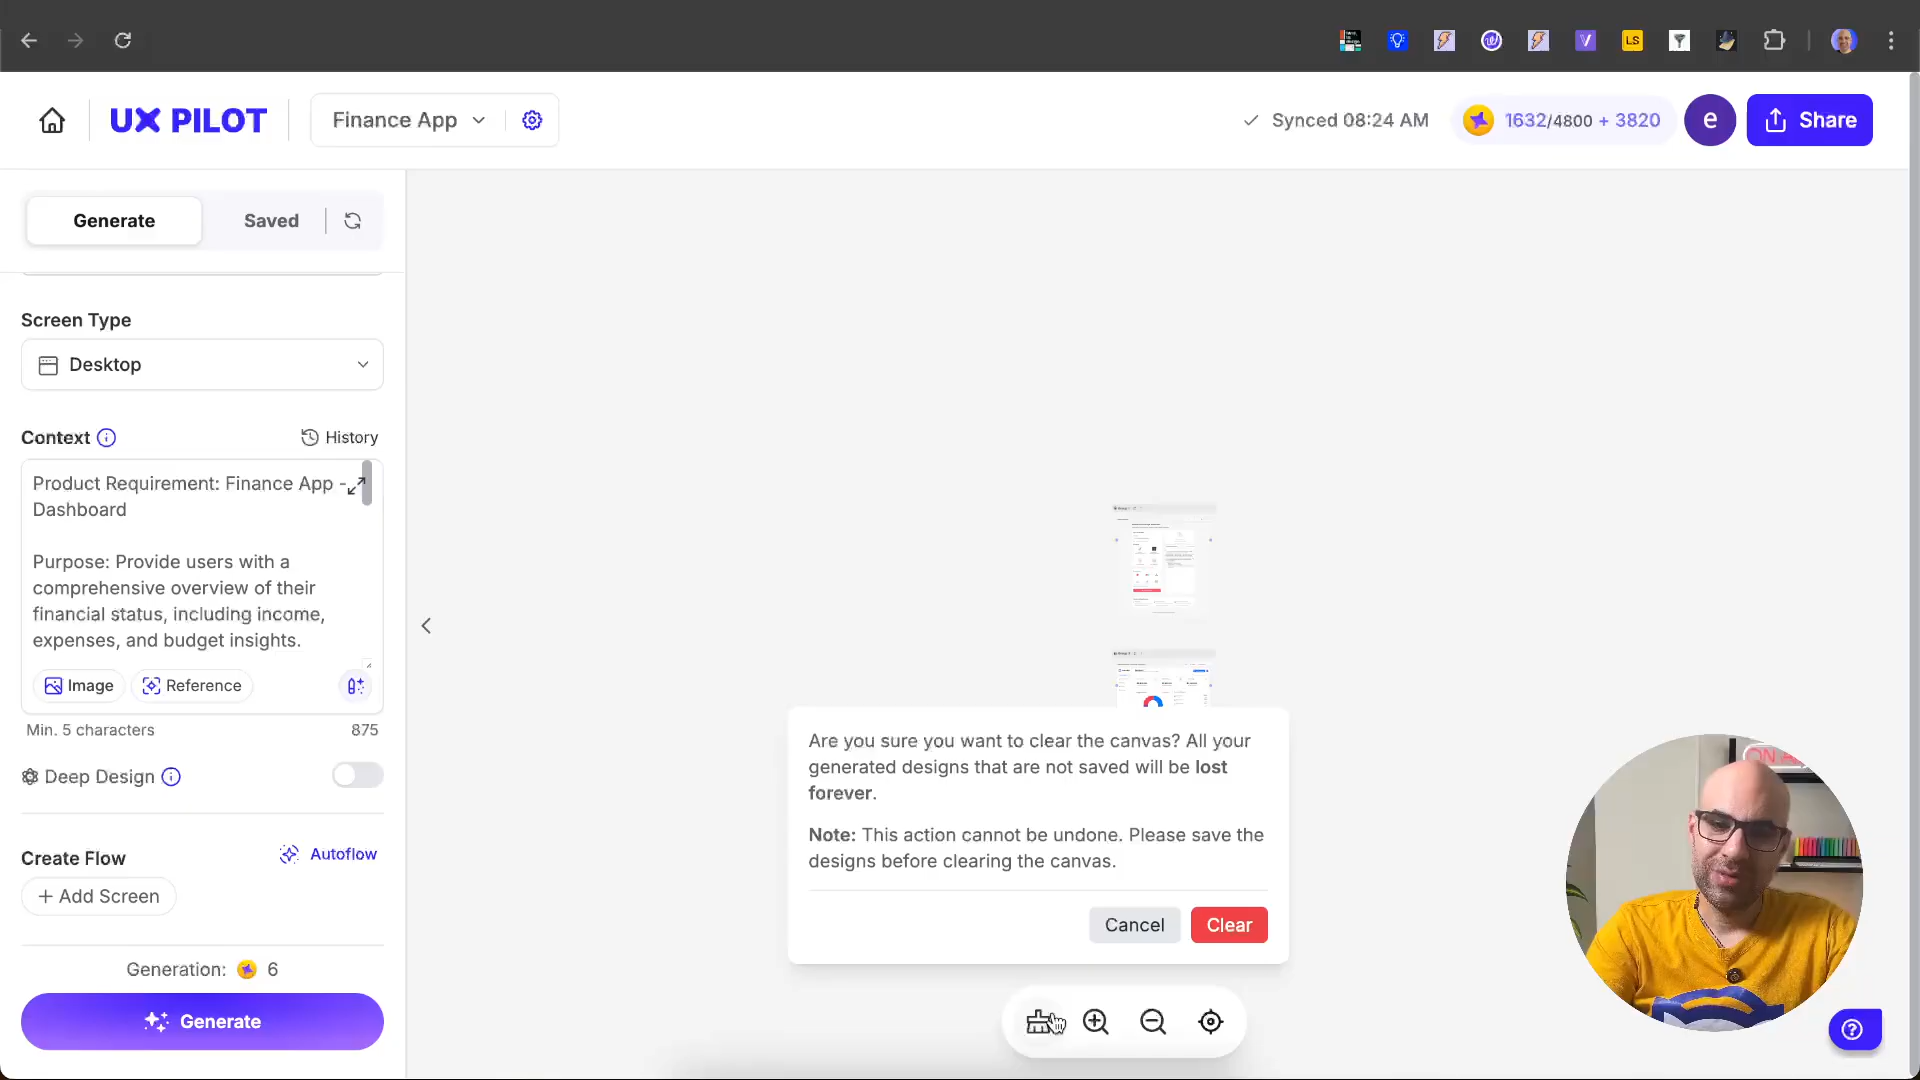 UX PILOT
Finance App
Synced 08:24 AM
1632/4800 + 3820
e
Share
Generate
Saved
Screen Type
Desktop
Context
History
Product Requirement: Finance App -
Dashboard
Purpose: Provide users with a
comprehensive overview of their
financial status, including income,
expenses, and budget insights.
Image
Reference
Min. 5 characters
875
Deep Design
Create Flow
Autoflow
+ Add Screen
Generation: 6
Generate
Are you sure you want to clear the canvas? All your
generated designs that are not saved will be lost
forever.
Note: This action cannot be undone. Please save the
designs before clearing the canvas.
Cancel
Clear
LS
V
ON A